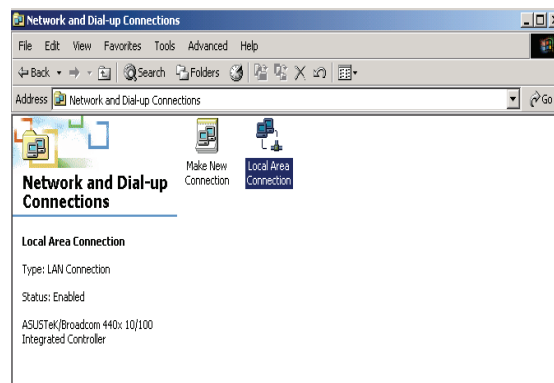 Network and Dial-up Connections
File Edit View Favorites Tools Advanced Help
Back Search Folders
Address Network and Dial-up Connections Go
Make New Connection
Local Area Connection
Network and Dial-up
Connections
Local Area Connection
Type: LAN Connection
Status: Enabled
ASUSTeK/Broadcom 440x 10/100
Integrated Controller